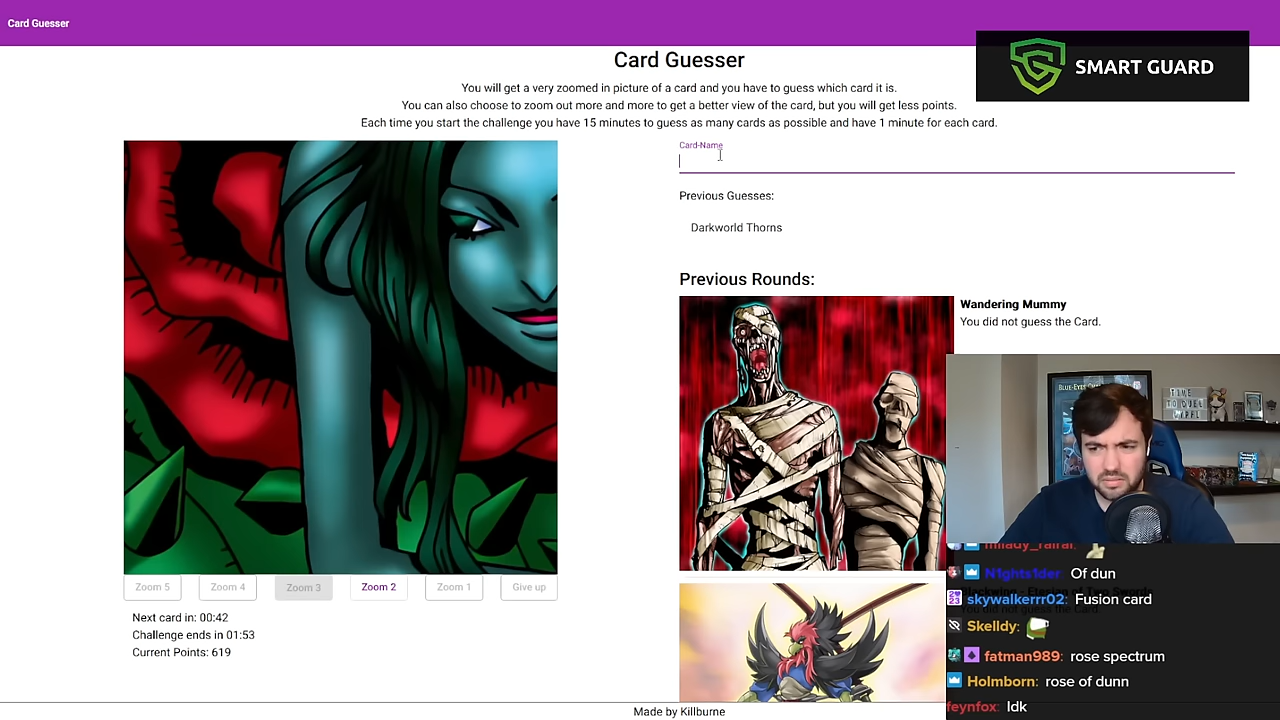 Card Guesser
SMART GUARD
Card Guesser
You will get a very zoomed in picture of a card and you have to guess which card it is.
You can also choose to zoom out more and more to get a better view of the card, but you will get less points.
Each time you start the challenge you have 15 minutes to guess as many cards as possible and have 1 minute for each card.
Card-Name
Previous Guesses:
Darkworld Thorns
Previous Rounds:
Wandering Mummy
You did not guess the Card.
Zoom 5
Zoom 4
Zoom 3
Zoom 2
Zoom 1
Give up
Next card in: 00:42
Challenge ends in 01:53
Current Points: 619
TIME
TO DUEL
N1ghts1der: Of dun
skywalkerrr02: Fusion card
Skelldy:
fatman989: rose spectrum
Holmborn: rose of dunn
feynfox: Idk
Made by Killburne